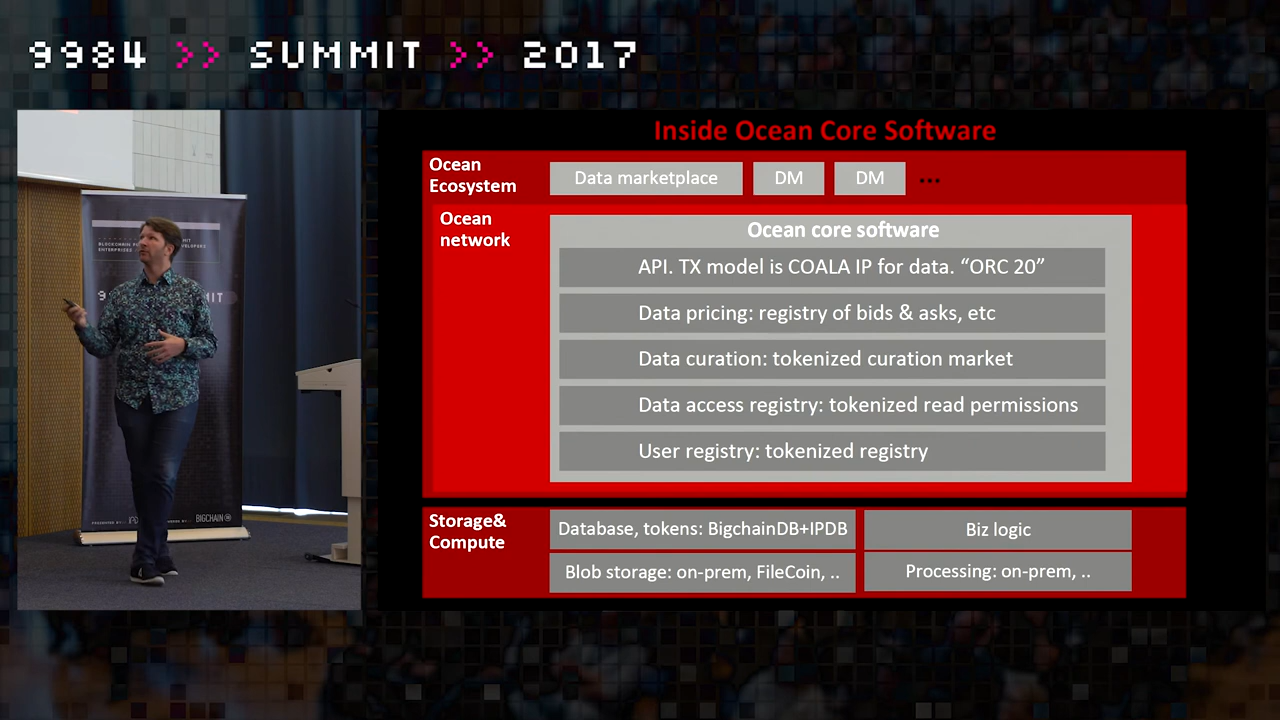 9984 >> SUMMIT >> 2017
Inside Ocean Core Software
Ocean
Ecosystem
Data marketplace
DM
DM
...
Ocean
network
Ocean core software
API. TX model is COALA IP for data. “ORC 20”
Data pricing: registry of bids & asks, etc
Data curation: tokenized curation market
Data access registry: tokenized read permissions
User registry: tokenized registry
Storage&
Compute
Database, tokens: BigchainDB+IPDB
Biz logic
Blob storage: on-prem, FileCoin, ..
Processing: on-prem, ..
BLOCKCHAIN
ENTERPRISES
BIGCHAIN